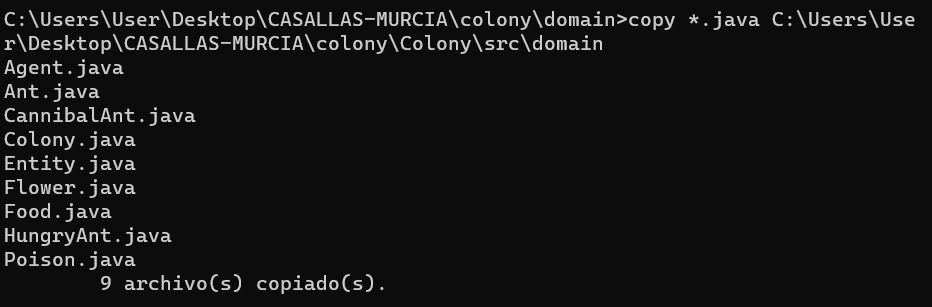 C:\Users\User\Desktop\CASALLAS-MURCIA\colony\domain>copy *.java C:\Users\Use
r\Desktop\CASALLAS-MURCIA\colony\Colony\src\domain
Agent.java
Ant.java
CannibalAnt.java
Colony.java
Entity.java
Flower.java
Food.java
HungryAnt.java
Poison.java
        9 archivo(s) copiado(s).